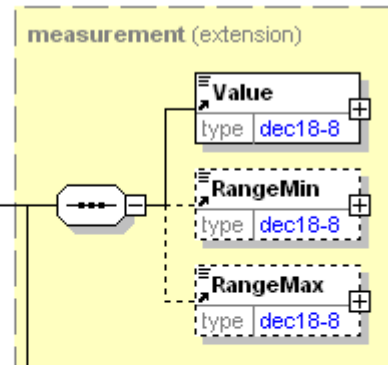 measurement (extension)
Value
type dec18-8
RangeMin
type dec18-8
RangeMax
type dec18-8